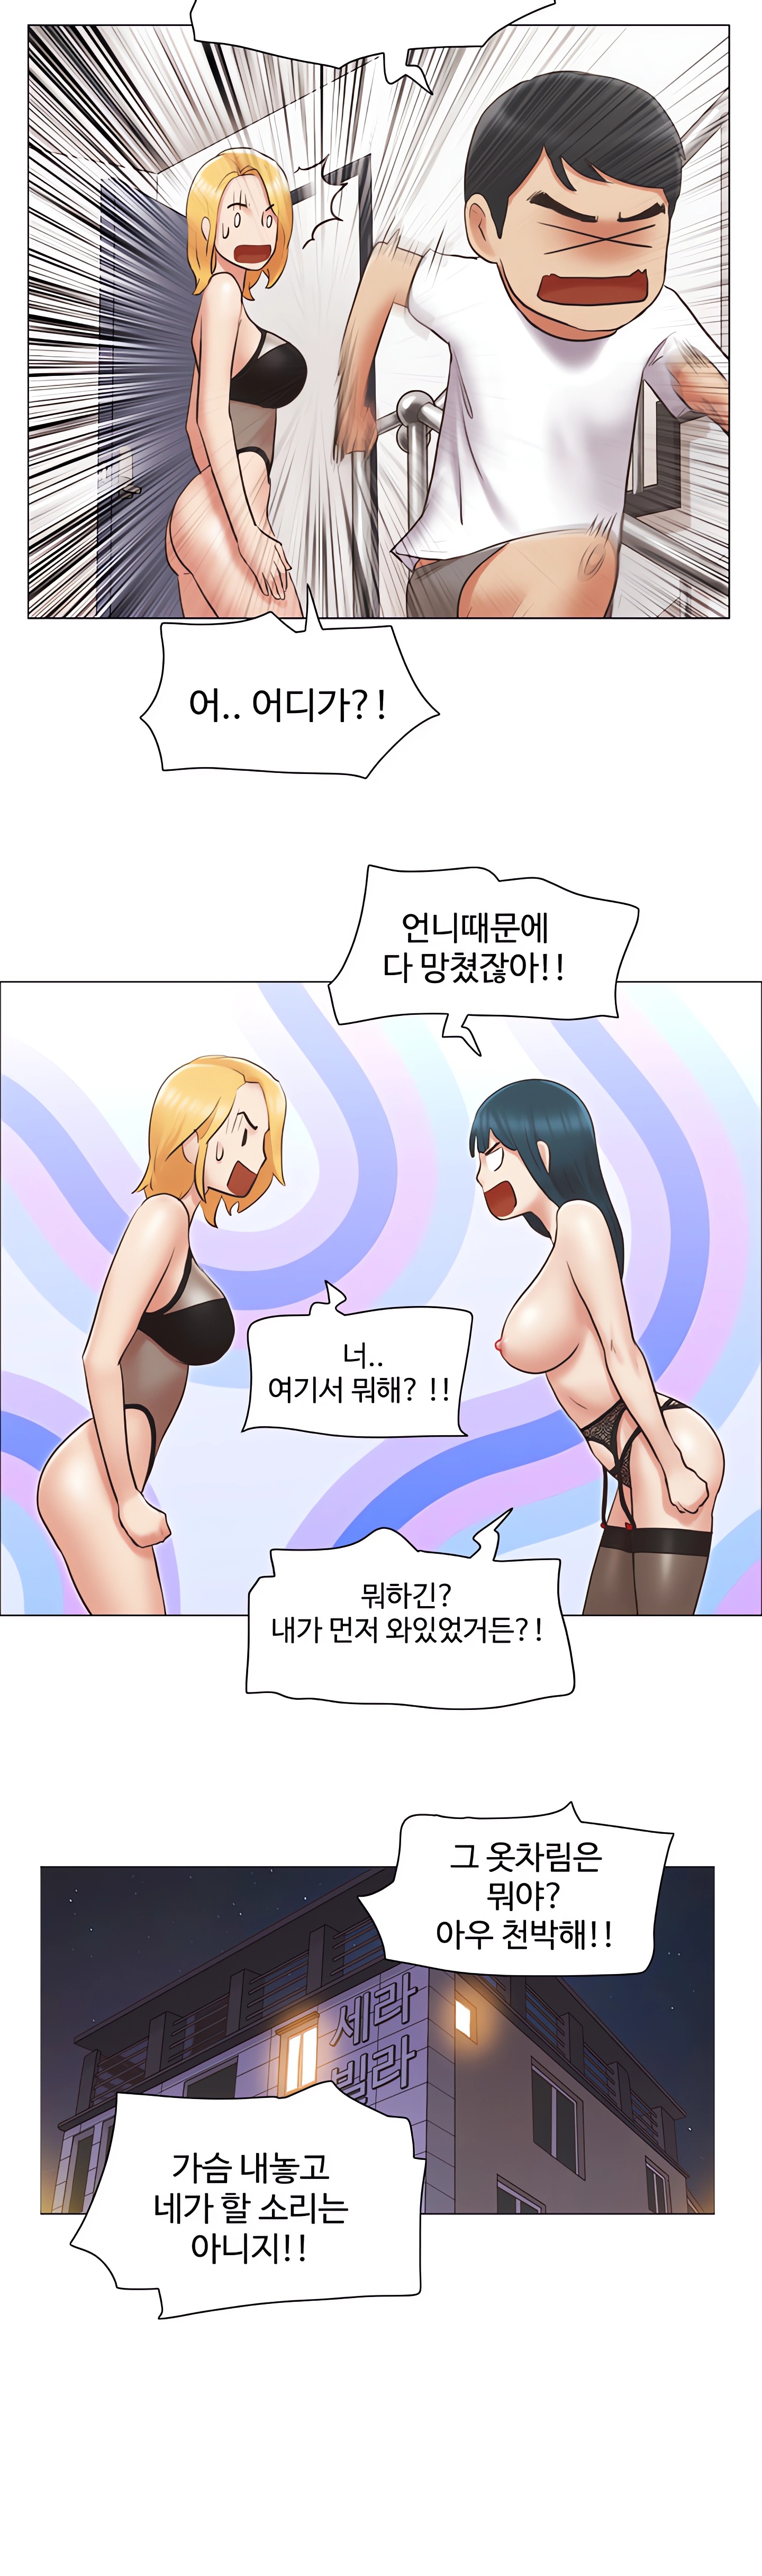 어.. 어디가?!
언니때문에
다 망쳤잖아!!
너..
여기서 뭐해? !!
뭐하긴?
내가 먼저 와있었거든?!
그 옷차림은
뭐야?
아우 천박해!!
세라
빌라
가슴 내놓고
네가 할 소리는
아니지!!